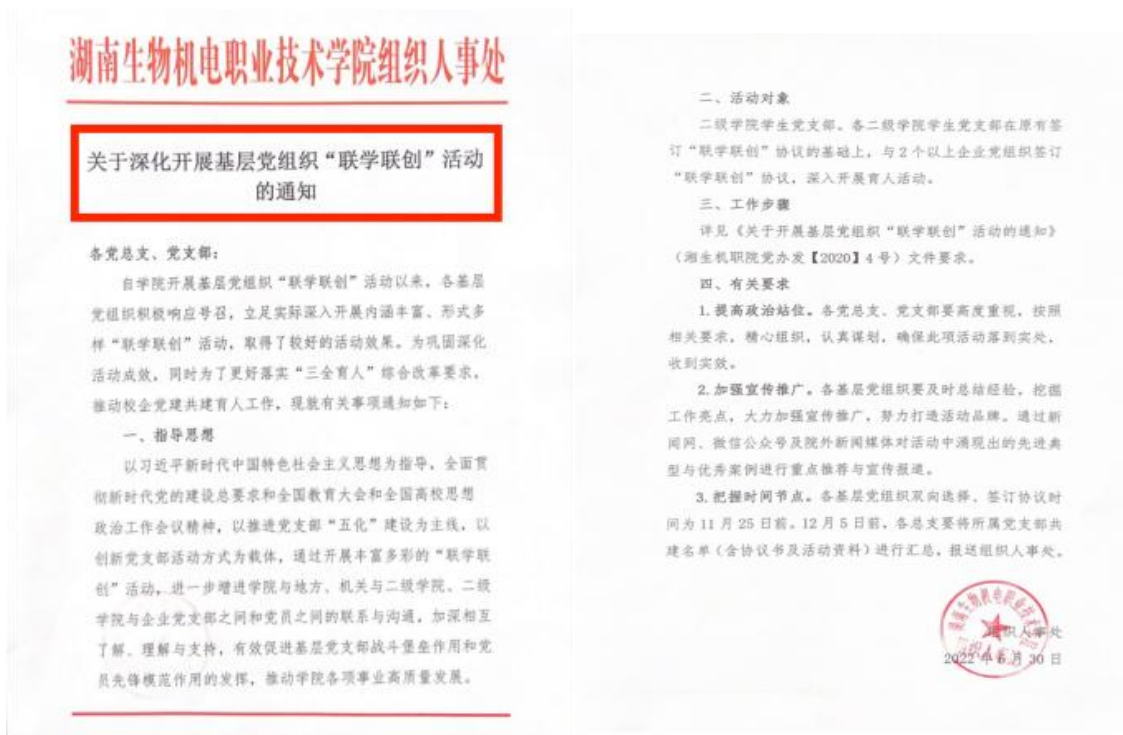 湖南生物机电职业技术学院组织人事处
关于深化开展基层党组织“联学联创”活动
的通知
各党总支、党支部：
自学院开展基层党组织“联学联创”活动以来，各基层
党组织积极响应号召，立足实际深入开展内涵丰富、形式多
样“联学联创”活动，取得了较好的活动效果。为巩固深化
活动成效，同时为了更好落实“三全育人”综合改革要求，
推动校企党建共建育人工作，现就有关事项通知如下：
一、指导思想
以习近平新时代中国特色社会主义思想为指导，全面贯
彻新时代党的建设总要求和全国教育大会和全国高校思想
政治工作会议精神，以推进党支部“五化”建设为主线，以
创新党支部活动方式为载体，通过开展丰富多彩的“联学联
创”活动，进一步增进学院与地方、机关与二级学院、二级
学院与企业党支部之间和党员之间的联系与沟通，加深相互
了解、理解与支持，有效促进基层党支部战斗堡垒作用和党
员先锋模范作用的发挥，推动学院各项事业高质量发展。
二、活动对象
二级学院学生党支部。各二级学院学生党支部在原有签
订“联学联创”协议的基础上，与2个以上企业党组织签订
“联学联创”协议，深入开展育人活动。
三、工作步骤
详见《关于开展基层党组织“联学联创”活动的通知》
（湘生机职院党办发【2020】4号）文件要求。
四、有关要求
1.提高政治站位。各党总支、党支部要高度重视，按照
相关要求，精心组织，认真谋划，确保此项活动落到实处，
收到实效。
2.加强宣传推广。各基层党组织要及时总结经验，挖掘
工作亮点，大力加强宣传推广，努力打造活动品牌。通过新
闻网、微信公众号及院外新闻媒体对活动中涌现出的先进典
型与优秀案例进行重点推荐与宣传报道。
3.把握时间节点。各基层党组织双向选择、签订协议时
间为11月25日前。12月5日前，各总支要将所属党支部共
建名单（含协议书及活动资料）进行汇总，报送组织人事处。
组织人事处
2022年6月30日